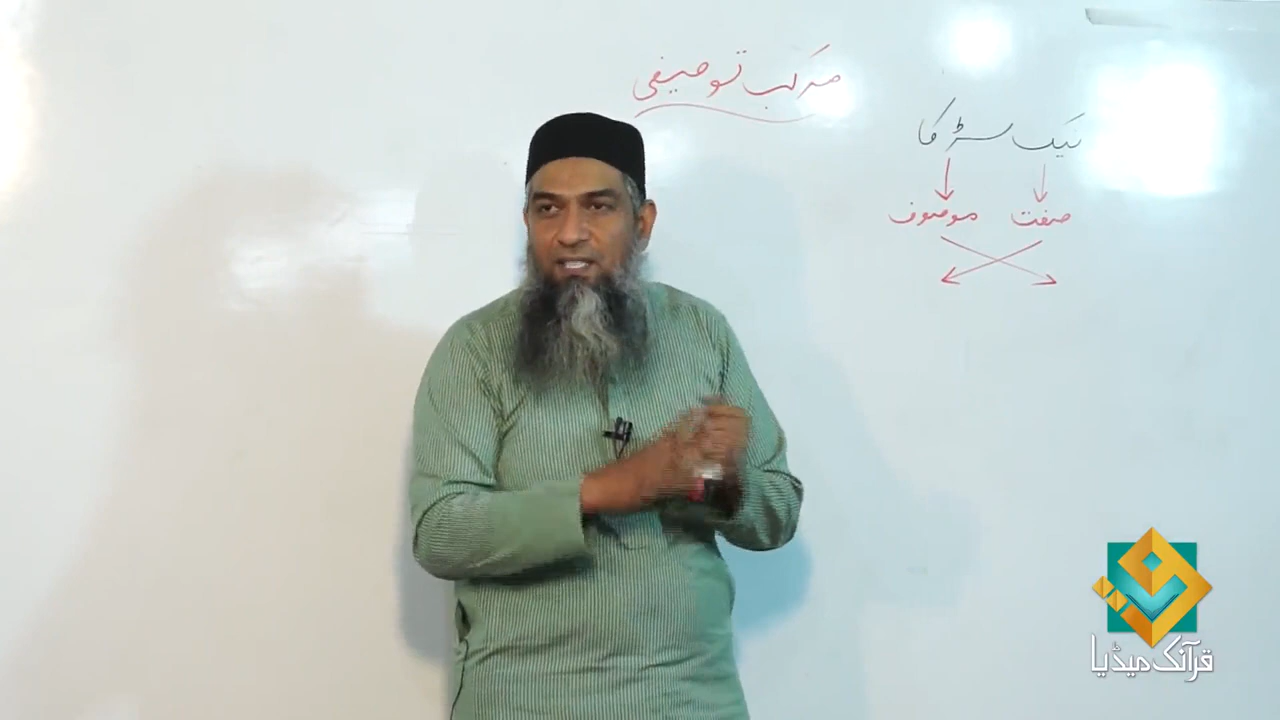 مرکب توصیفی
نیک لڑکا
صفت موصوف
قرآنک میڈیا